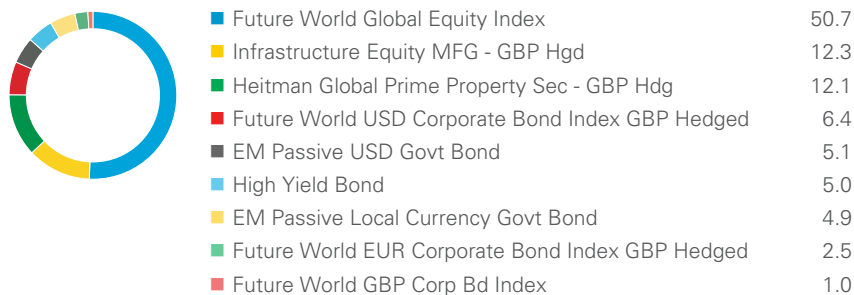 Future World Global Equity Index 50.7
Infrastructure Equity MFG - GBP Hgd 12.3
Heitman Global Prime Property Sec - GBP Hdg 12.1
Future World USD Corporate Bond Index GBP Hedged 6.4
EM Passive USD Govt Bond 5.1
High Yield Bond 5.0
EM Passive Local Currency Govt Bond 4.9
Future World EUR Corporate Bond Index GBP Hedged 2.5
Future World GBP Corp Bd Index 1.0